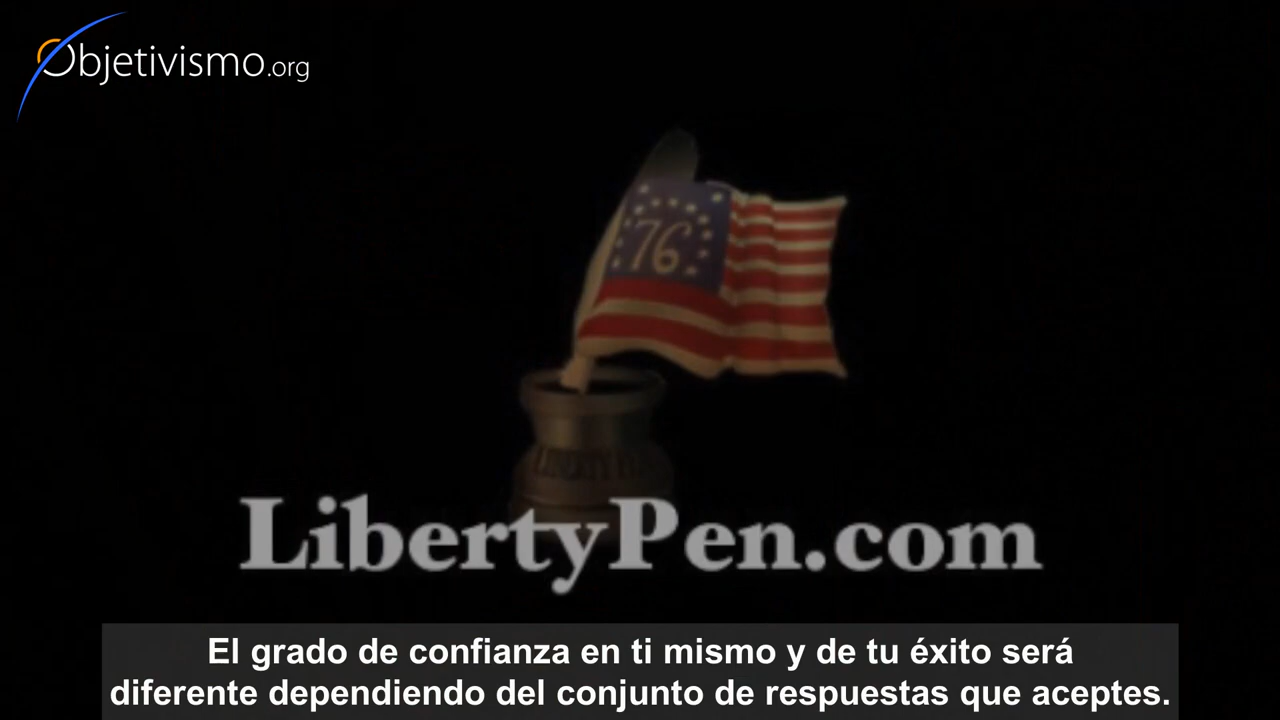 Objetivismo.org
76
LibertyPen.com
El grado de confianza en ti mismo y de tu éxito será
diferente dependiendo del conjunto de respuestas que aceptes.